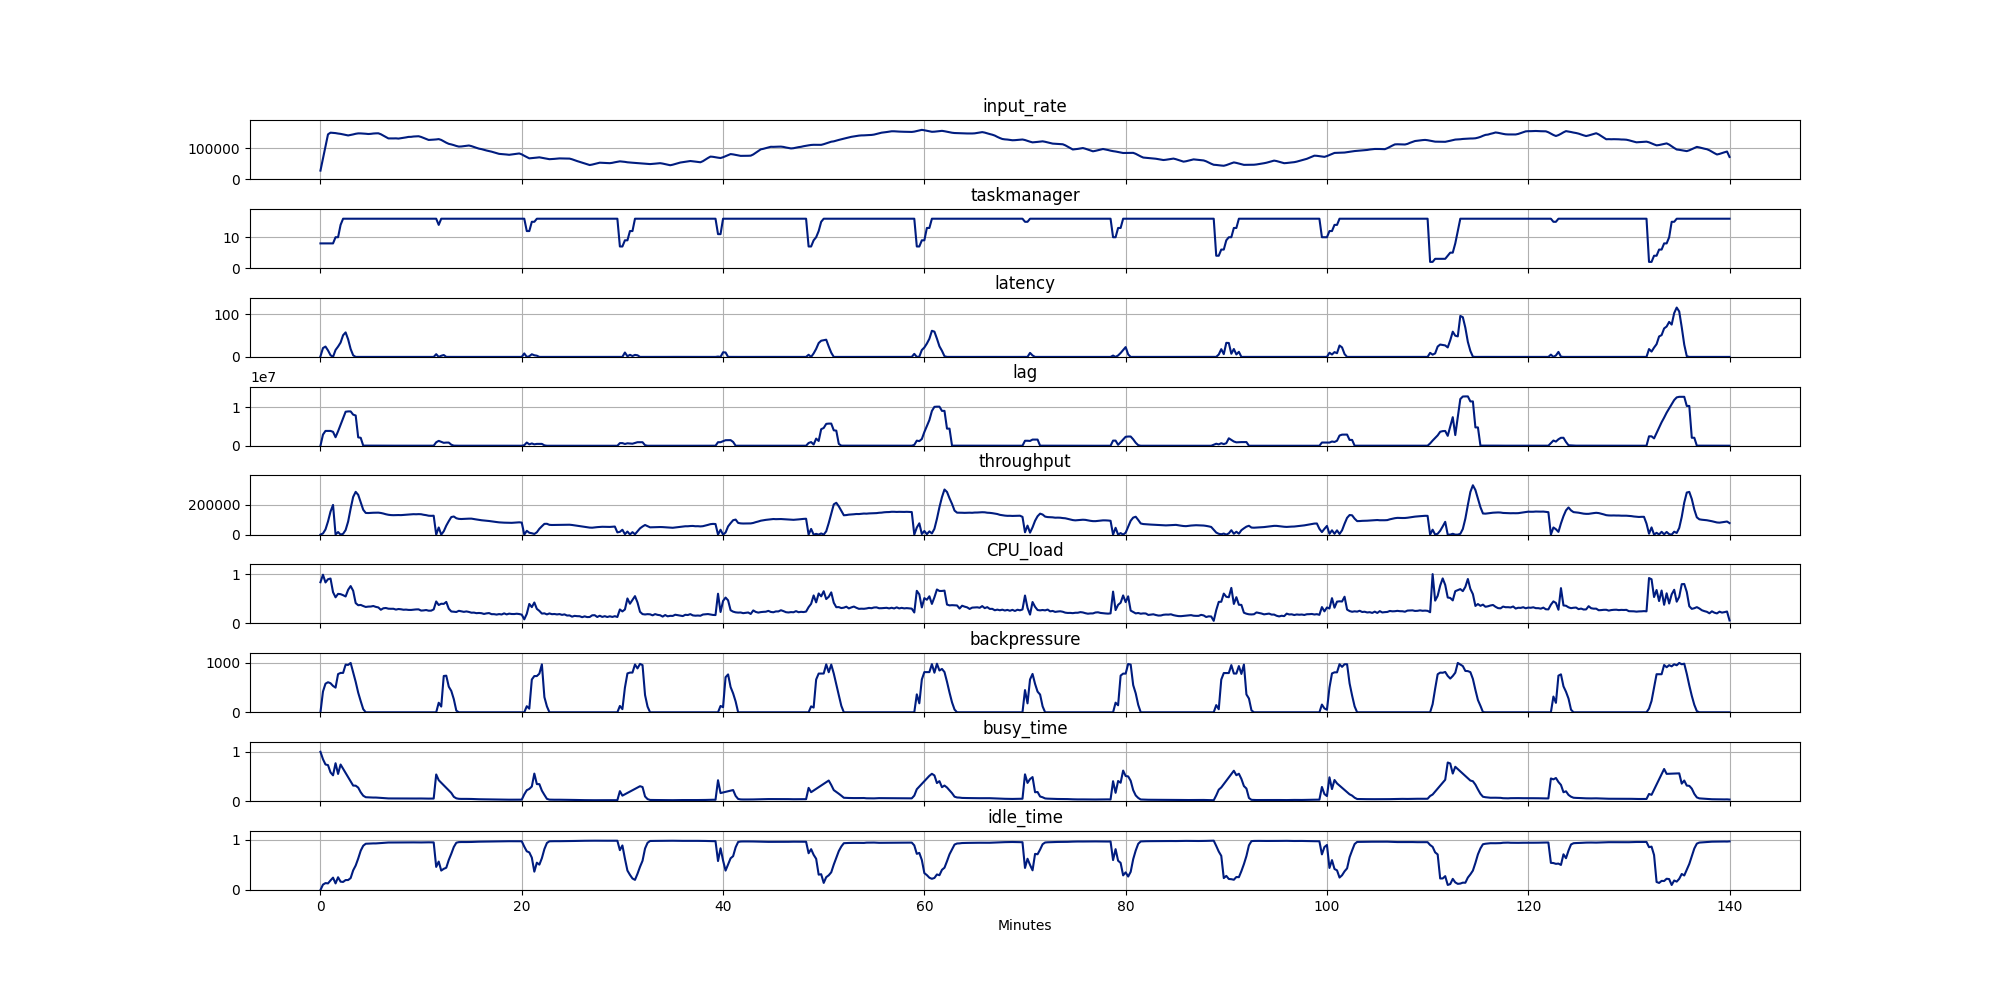 input_rate
100000
0
taskmanager
10
0
latency
100
0
1e7
lag
1
0
throughput
200000
0
CPU_load
1
0
backpressure
1000
0
busy_time
1
0
idle_time
1
0
0 20 40 60 80 100 120 140
Minutes